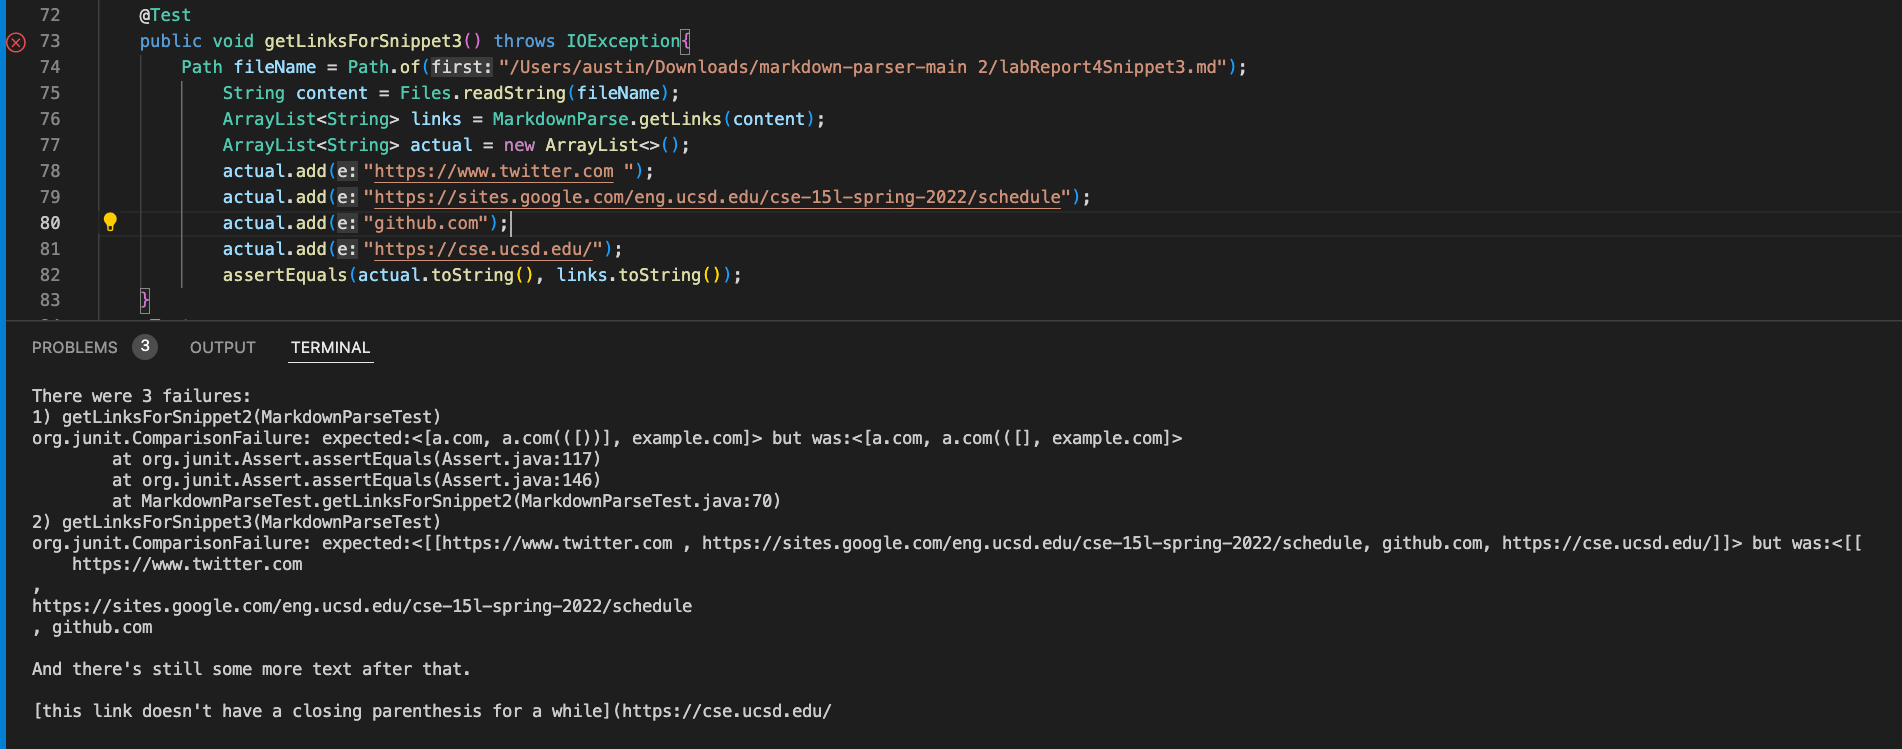 72 @Test
73 public void getLinksForSnippet3() throws IOException{
74 Path fileName = Path.of(first: "/Users/austin/Downloads/markdown-parser-main 2/labReport4Snippet3.md");
75 String content = Files.readString(fileName);
76 ArrayList<String> links = MarkdownParse.getLinks(content);
77 ArrayList<String> actual = new ArrayList<>();
78 actual.add(e: "https://www.twitter.com ");
79 actual.add(e: "https://sites.google.com/eng.ucsd.edu/cse-15l-spring-2022/schedule");
80 actual.add(e: "github.com");
81 actual.add(e: "https://cse.ucsd.edu/");
82 assertEquals(actual.toString(), links.toString());
83 }
PROBLEMS 3 OUTPUT TERMINAL
There were 3 failures:
1) getLinksForSnippet2(MarkdownParseTest)
org.junit.ComparisonFailure: expected:<[a.com, a.com(([))], example.com]> but was:<[a.com, a.com(([], example.com]>
at org.junit.Assert.assertEquals(Assert.java:117)
at org.junit.Assert.assertEquals(Assert.java:146)
at MarkdownParseTest.getLinksForSnippet2(MarkdownParseTest.java:70)
2) getLinksForSnippet3(MarkdownParseTest)
org.junit.ComparisonFailure: expected:<[[https://www.twitter.com , https://sites.google.com/eng.ucsd.edu/cse-15l-spring-2022/schedule, github.com, https://cse.ucsd.edu/]]> but was:<[[
https://www.twitter.com
,
https://sites.google.com/eng.ucsd.edu/cse-15l-spring-2022/schedule
, github.com
And there's still some more text after that.
[this link doesn't have a closing parenthesis for a while](https://cse.ucsd.edu/